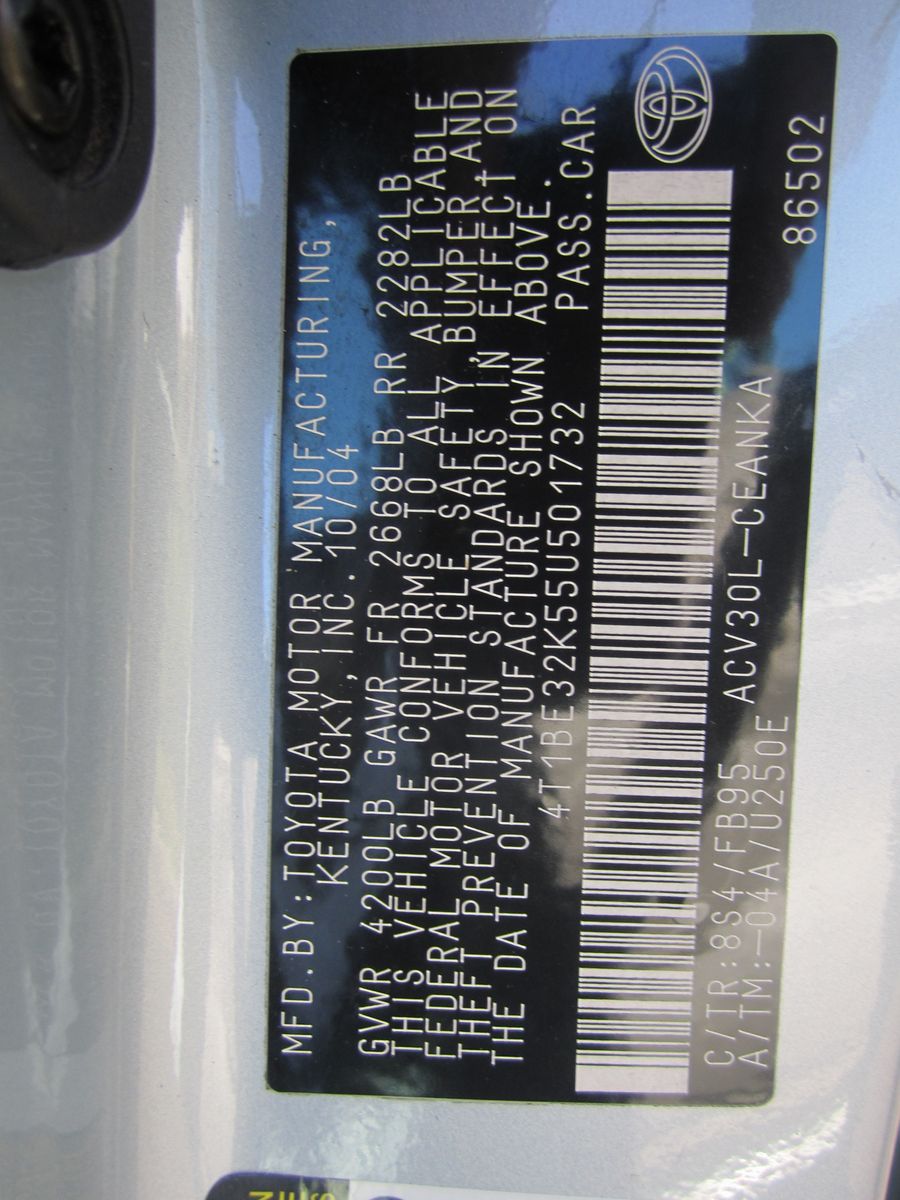 MFD.BY:TOYOTA MOTOR MANUFACTURING,
KENTUCKY,INC.10/04
GVWR 4200LB GAWR FR 2668LB RR 2282LB
THIS VEHICLE CONFORMS TO ALL APPLICABLE
FEDERAL MOTOR VEHICLE SAFETY,BUMPER,AND
THEFT PREVENTION STANDARDS IN EFFECT ON
THE DATE OF MANUFACTURE SHOWN ABOVE.
4T1BE32K55U501732 PASS.CAR
C/TR:8S4/FB95 ACV30L-CEANKA
A/TM:-04A/U250E 86502